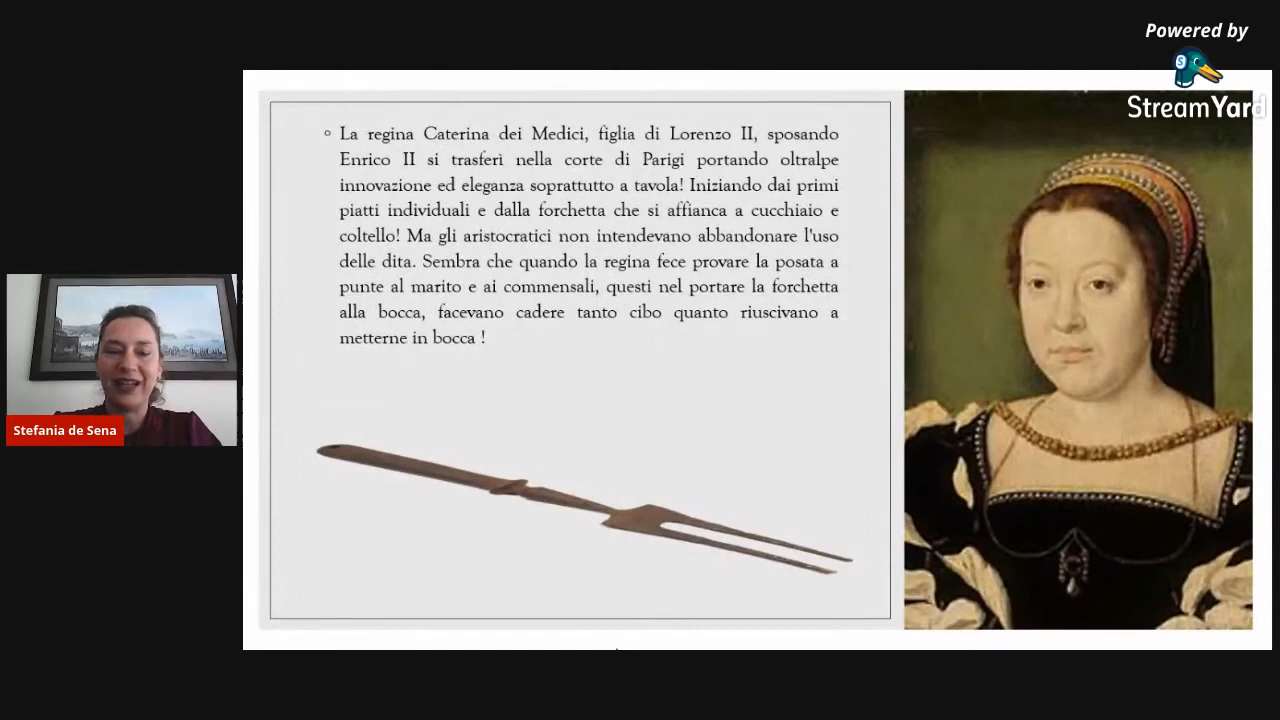 Powered by
StreamYard
La regina Caterina dei Medici, figlia di Lorenzo II, sposando
Enrico II si trasferì nella corte di Parigi portando oltralpe
innovazione ed eleganza soprattutto a tavola! Iniziando dai primi
piatti individuali e dalla forchetta che si affianca a cucchiaio e
coltello! Ma gli aristocratici non intendevano abbandonare l'uso
delle dita. Sembra che quando la regina fece provare la posata a
punte al marito e ai commensali, questi nel portare la forchetta
alla bocca, facevano cadere tanto cibo quanto riuscivano a
metterne in bocca !
Stefania de Sena